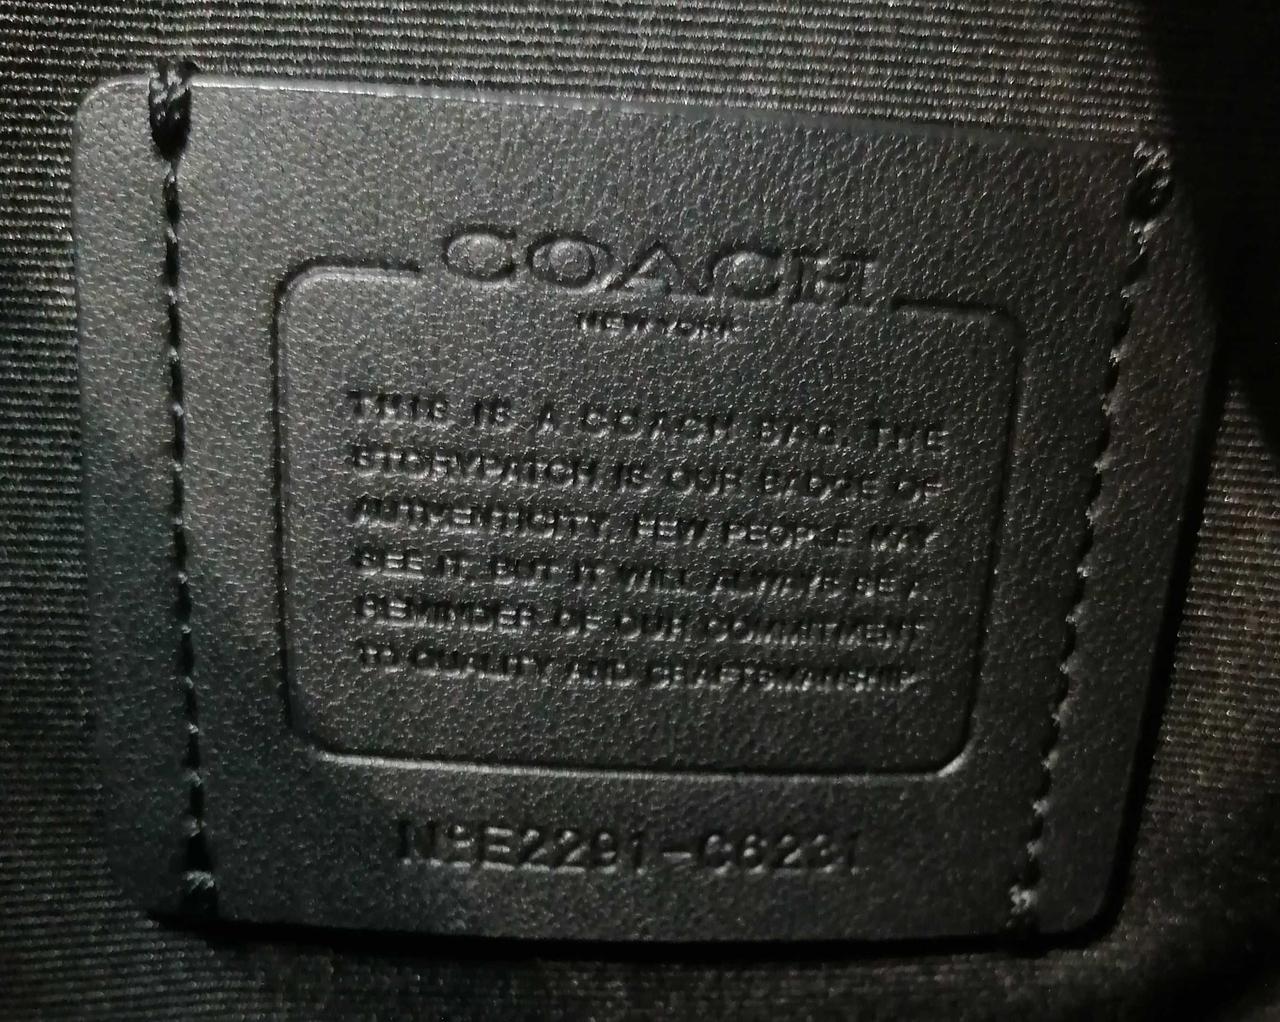 COACH
NEW YORK
THIS IS A COACH BAG. THE
STORYPATCH IS OUR BADGE OF
AUTHENTICITY. FEW PEOPLE MAY
SEE IT, BUT IT WILL ALWAYS BE A
REMINDER OF OUR COMMITMENT
TO QUALITY AND CRAFTSMANSHIP.